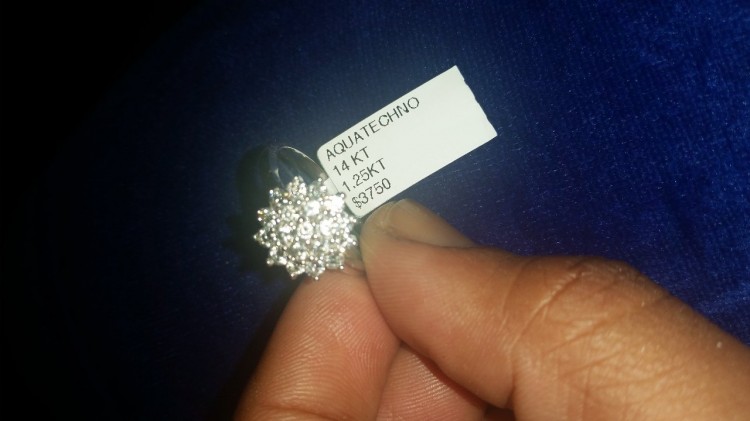 AQUATECHNO
14 KT
1.25KT
$3750